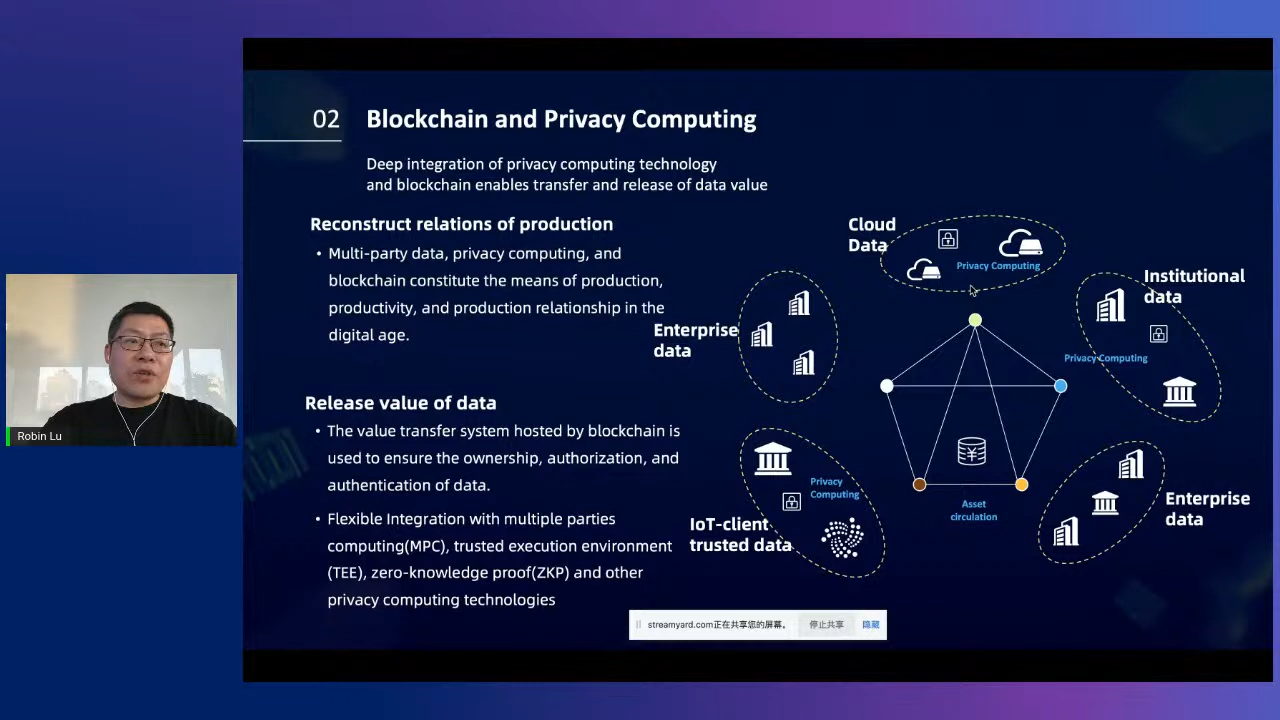 02 Blockchain and Privacy Computing
Deep integration of privacy computing technology
and blockchain enables transfer and release of data value
Reconstruct relations of production
• Multi-party data, privacy computing, and
blockchain constitute the means of production,
productivity, and production relationship in the
digital age.
Release value of data
• The value transfer system hosted by blockchain is
used to ensure the ownership, authorization, and
authentication of data.
• Flexible Integration with multiple parties
computing(MPC), trusted execution environment
(TEE), zero-knowledge proof(ZKP) and other
privacy computing technologies
Cloud
Data
Privacy Computing
Institutional
data
Privacy Computing
Enterprise
data
Privacy
Computing
IoT-client
trusted data
¥
Asset
circulation
Enterprise
data
Robin Lu
streamyard.com正在共享您的屏幕。 停止共享 隐藏